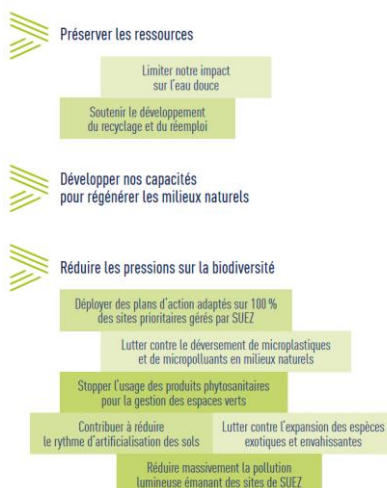 Préserver les ressources
Limiter notre impact
sur l'eau douce
Soutenir le développement
du recyclage et du réemploi
Développer nos capacités
pour régénérer les milieux naturels
Réduire les pressions sur la biodiversité
Déployer des plans d'action adaptés sur 100 %
des sites prioritaires gérés par SUEZ
Lutter contre le déversement de microplastiques
et de micropolluants en milieux naturels
Stopper l'usage des produits phytosanitaires
pour la gestion des espaces verts
Contribuer à réduire
le rythme d'artificialisation des sols
Lutter contre l'expansion des espèces
exotiques et envahissantes
Réduire massivement la pollution
lumineuse émanant des sites de SUEZ